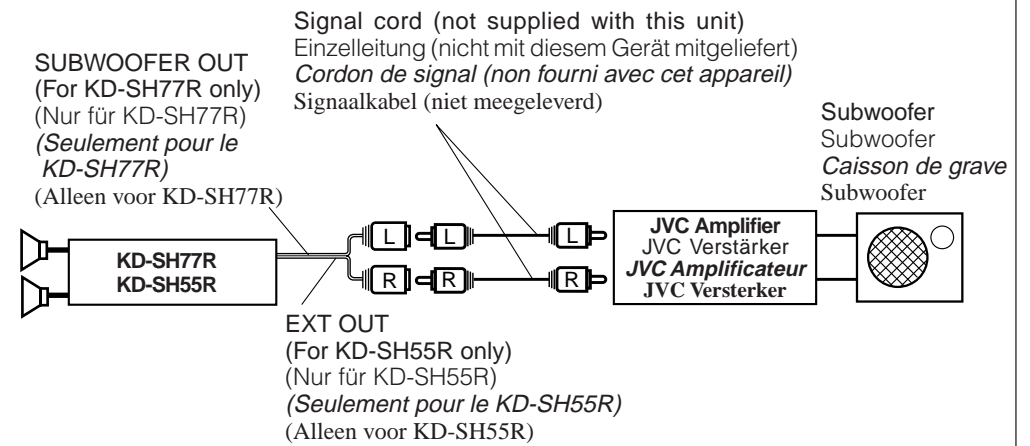 Signal cord (not supplied with this unit)
Einzelleitung (nicht mit diesem Gerät mitgeliefert)
Cordon de signal (non fourni avec cet appareil)
Signaalkabel (niet meegeleverd)
SUBWOOFER OUT
(For KD-SH77R only)
(Nur für KD-SH77R)
(Seulement pour le
KD-SH77R)
(Alleen voor KD-SH77R)
Subwoofer
Subwoofer
Caisson de grave
Subwoofer
KD-SH77R
KD-SH55R
L L L
R R R
JVC Amplifier
JVC Verstärker
JVC Amplificateur
JVC Versterker
EXT OUT
(For KD-SH55R only)
(Nur für KD-SH55R)
(Seulement pour le KD-SH55R)
(Alleen voor KD-SH55R)